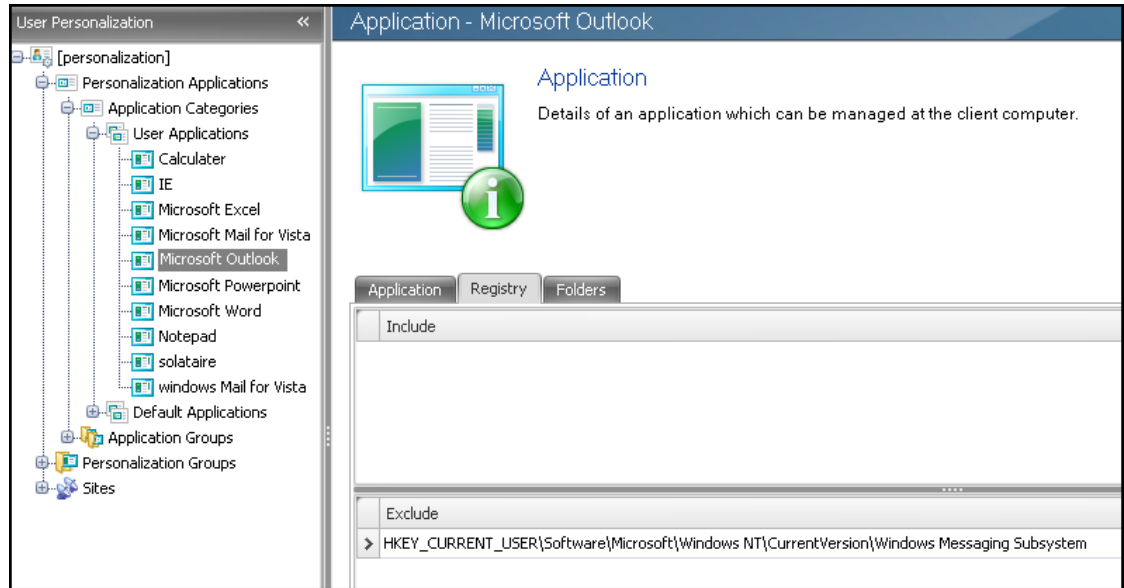 User Personalization
«
Application - Microsoft Outlook
[personalization]
Personalization Applications
Application Categories
User Applications
Calculater
IE
Microsoft Excel
Microsoft Mail for Vista
Microsoft Outlook
Microsoft Powerpoint
Microsoft Word
Notepad
solataire
windows Mail for Vista
Default Applications
Application Groups
Personalization Groups
Sites
Application
Details of an application which can be managed at the client computer.
Application Registry Folders
Include
Exclude
HKEY_CURRENT_USER\Software\Microsoft\Windows NT\CurrentVersion\Windows Messaging Subsystem